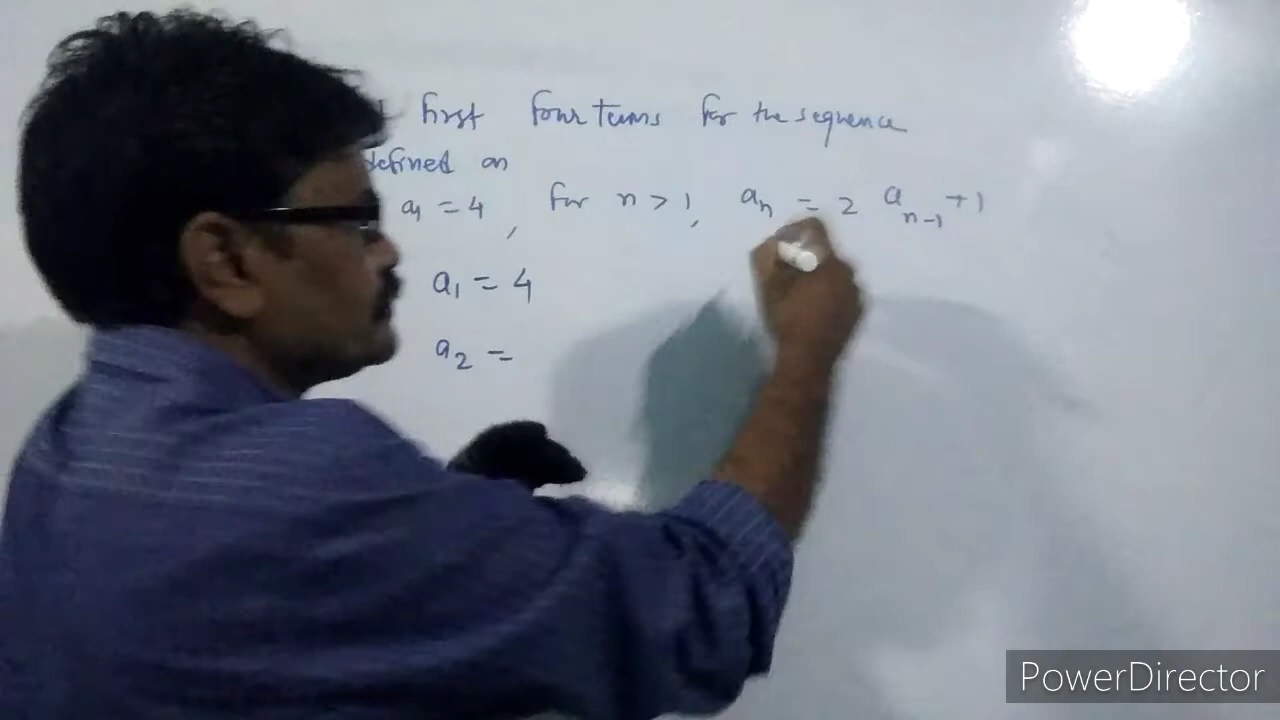 first four terms for the sequence
defined as
a1 = 4, for n > 1, an = 2 an-1 + 1
a1 = 4
a2 =
PowerDirector